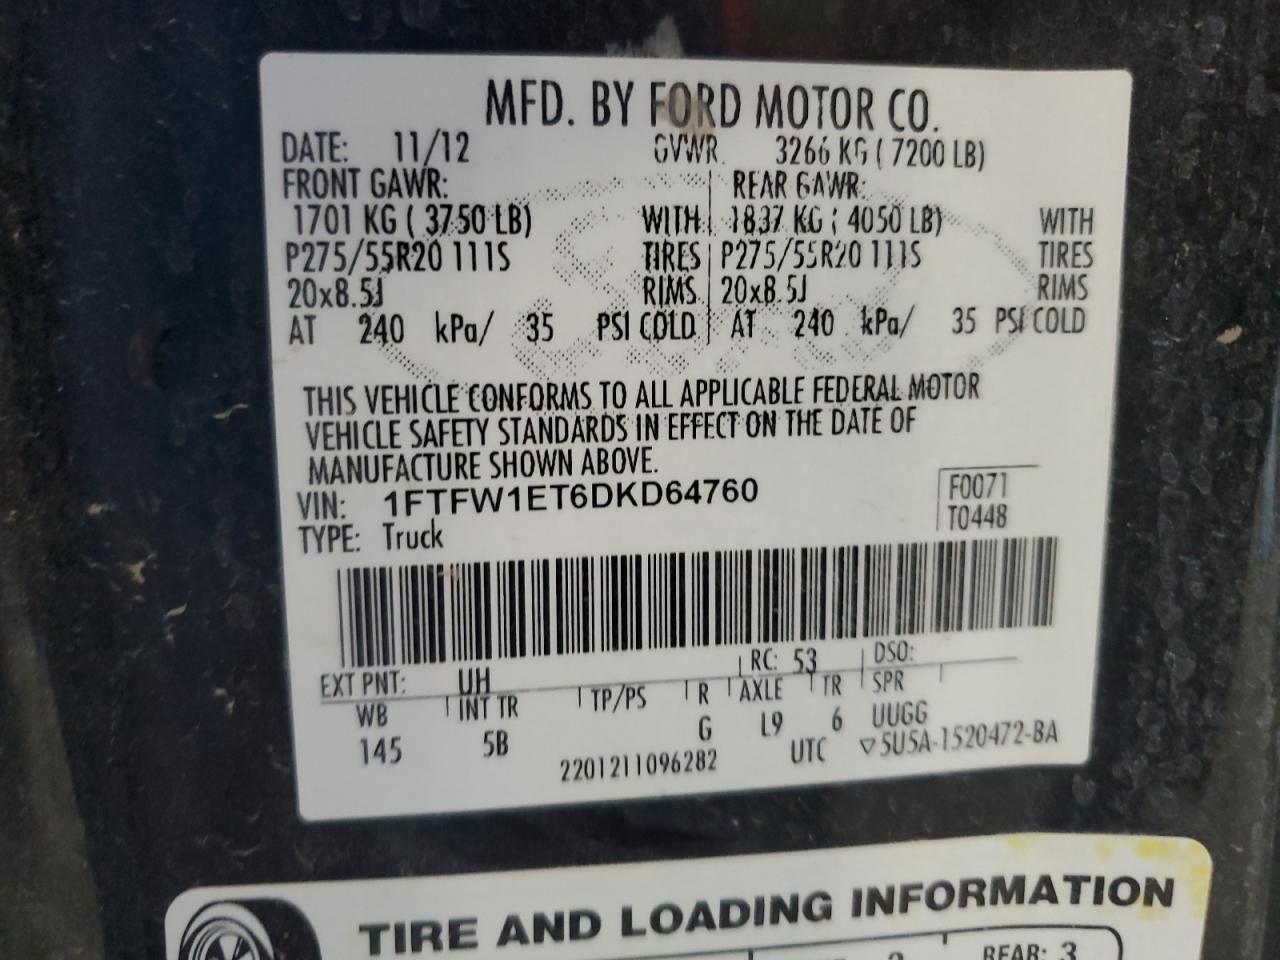 MFD. BY FORD MOTOR CO.
DATE: 11/12 GVWR 3266 KG ( 7200 LB)
FRONT GAWR: REAR GAWR:
1701 KG ( 3750 LB) WITH 1837 KG ( 4050 LB) WITH
P275/55R20 111S TIRES P275/55R20 111S TIRES
20x8.5J RIMS 20x8.5J RIMS
AT 240 kPa/ 35 PSI COLD AT 240 kPa/ 35 PSI COLD
THIS VEHICLE CONFORMS TO ALL APPLICABLE FEDERAL MOTOR
VEHICLE SAFETY STANDARDS IN EFFECT ON THE DATE OF
MANUFACTURE SHOWN ABOVE.
VIN: 1FTFW1ET6DKD64760 F0071
TYPE: Truck T0448
EXT PNT: UH RC: 53 DSO:
WB INT TR TP/PS R AXLE TR SPR
145 5B G L9 6 UUGG
2201211096282 UTC ▽5U5A-1520472-BA
TIRE AND LOADING INFORMATION
REAR: 3